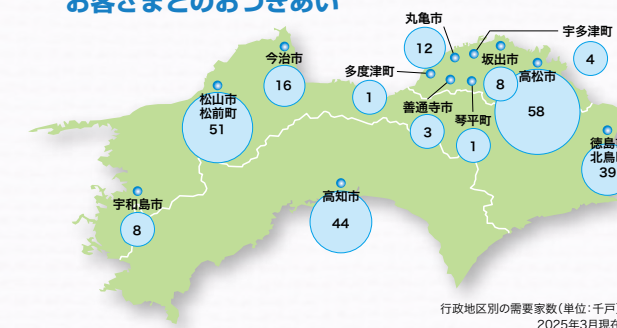 お客さまとのおつきあい
丸亀市
12
宇多津町
4
今治市
16
多度津町
1
坂出市
8
高松市
58
松山市
松前町
51
善通寺市
3
琴平町
1
徳島
北島
39
宇和島市
8
高知市
44
行政地区別の需要家数(単位:千戸)
2025年3月現在